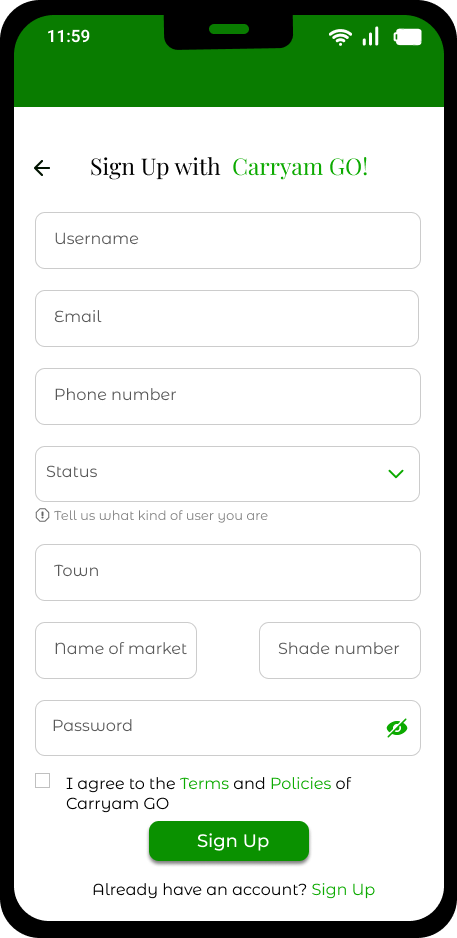 11:59
Sign Up with Carryam GO!
Username
Email
Phone number
Status
Tell us what kind of user you are
Town
Name of market Shade number
Password
I agree to the Terms and Policies of
Carryam GO
Sign Up
Already have an account? Sign Up